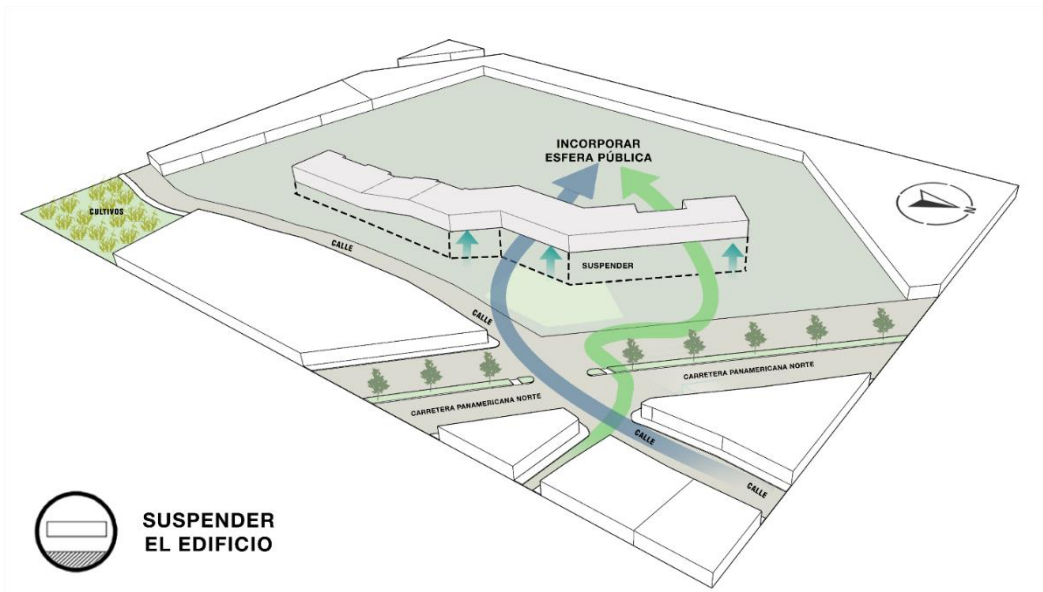 INCORPORAR
ESFERA PÚBLICA
CULTIVOS
CALLE
SUSPENDER
CALLE
CARRETERA PANAMERICANA NORTE
CARRETERA PANAMERICANA NORTE
CALLE
CALLE
N
SUSPENDER
EL EDIFICIO